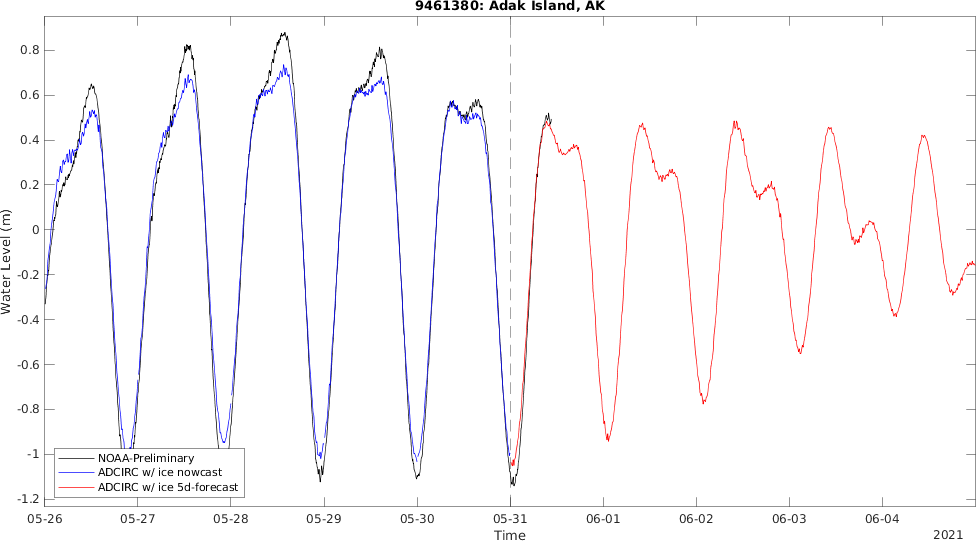 9461380: Adak Island, AK
Water Level (m)
0.8
0.6
0.4
0.2
0
-0.2
-0.4
-0.6
-0.8
-1
-1.2
NOAA-Preliminary
ADCIRC w/ ice nowcast
ADCIRC w/ ice 5d-forecast
05-26 05-27 05-28 05-29 05-30 05-31 06-01 06-02 06-03 06-04
Time
2021